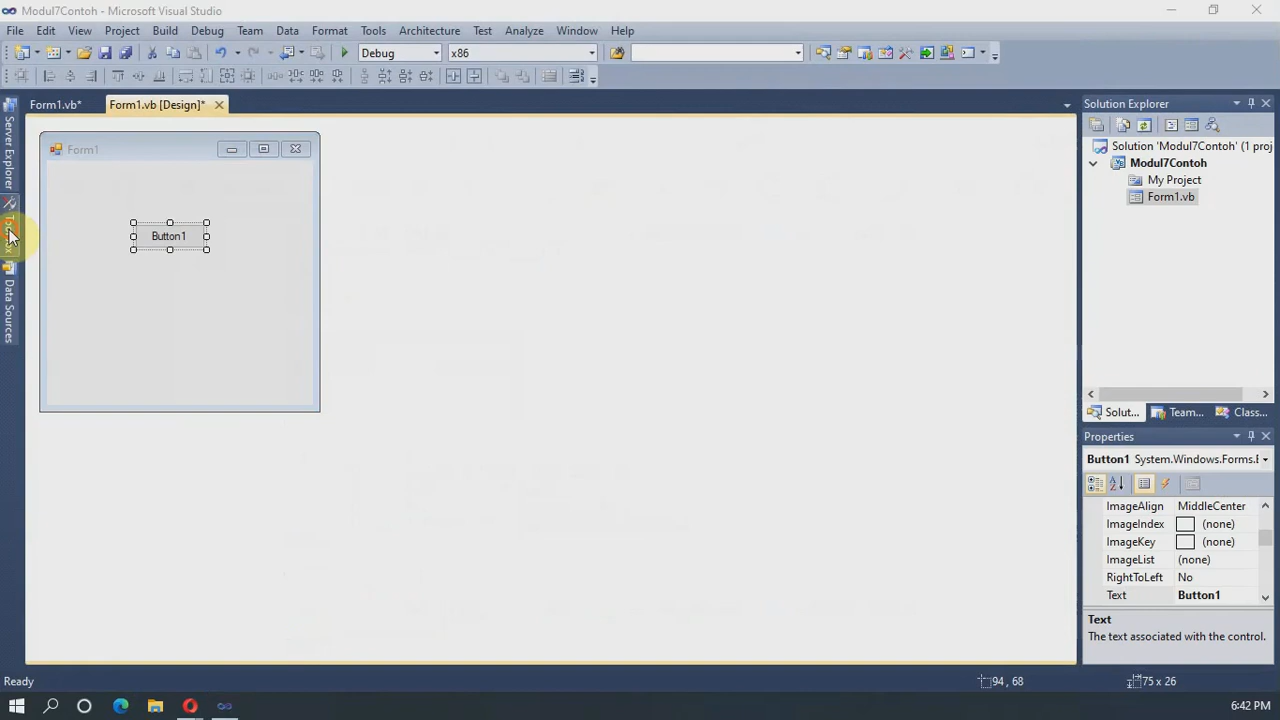 Modul7Contoh - Microsoft Visual Studio
File Edit View Project Build Debug Team Data Format Tools Architecture Test Analyze Window Help
Debug x86
Form1.vb* Form1.vb [Design]*
Server Explorer
Data Sources
Form1
Button1
Solution Explorer
Solution 'Modul7Contoh' (1 proj
Modul7Contoh
My Project
Form1.vb
Solut... Team... Class...
Properties
Button1 System.Windows.Forms.E
ImageAlign MiddleCenter
ImageIndex (none)
ImageKey (none)
ImageList (none)
RightToLeft No
Text Button1
Text
The text associated with the control.
Ready 94, 68 75 x 26
6:42 PM